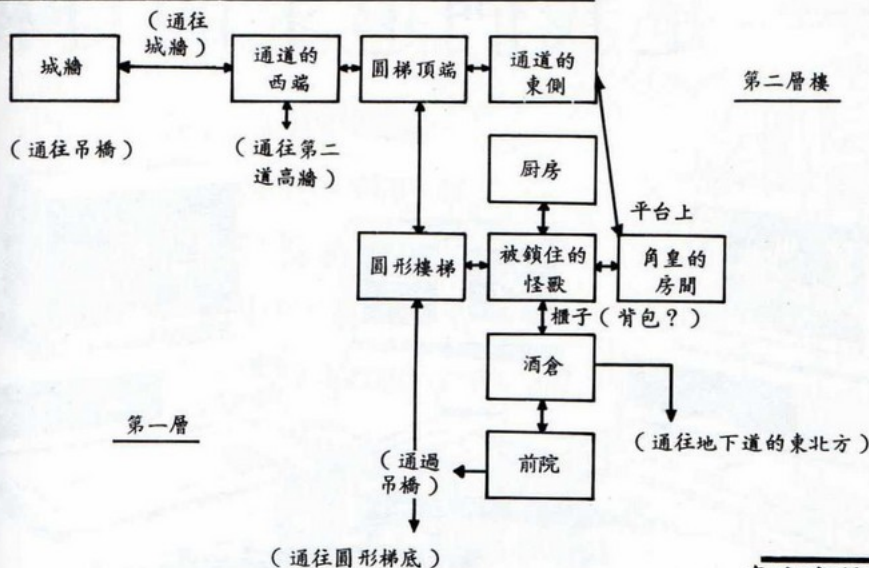 （通往
城牆）
城牆
通道的
西端
圓梯頂端
通道的
東側
第二層樓
（通往吊橋）
（通往第二
道高牆）
厨房
平台上
圓形樓梯
被鎖住的
怪獸
角皇的
房間
櫃子（背包？）
酒倉
第一層
（通往地下道的東北方）
（通過
吊橋）
前院
（通往圓形梯底）